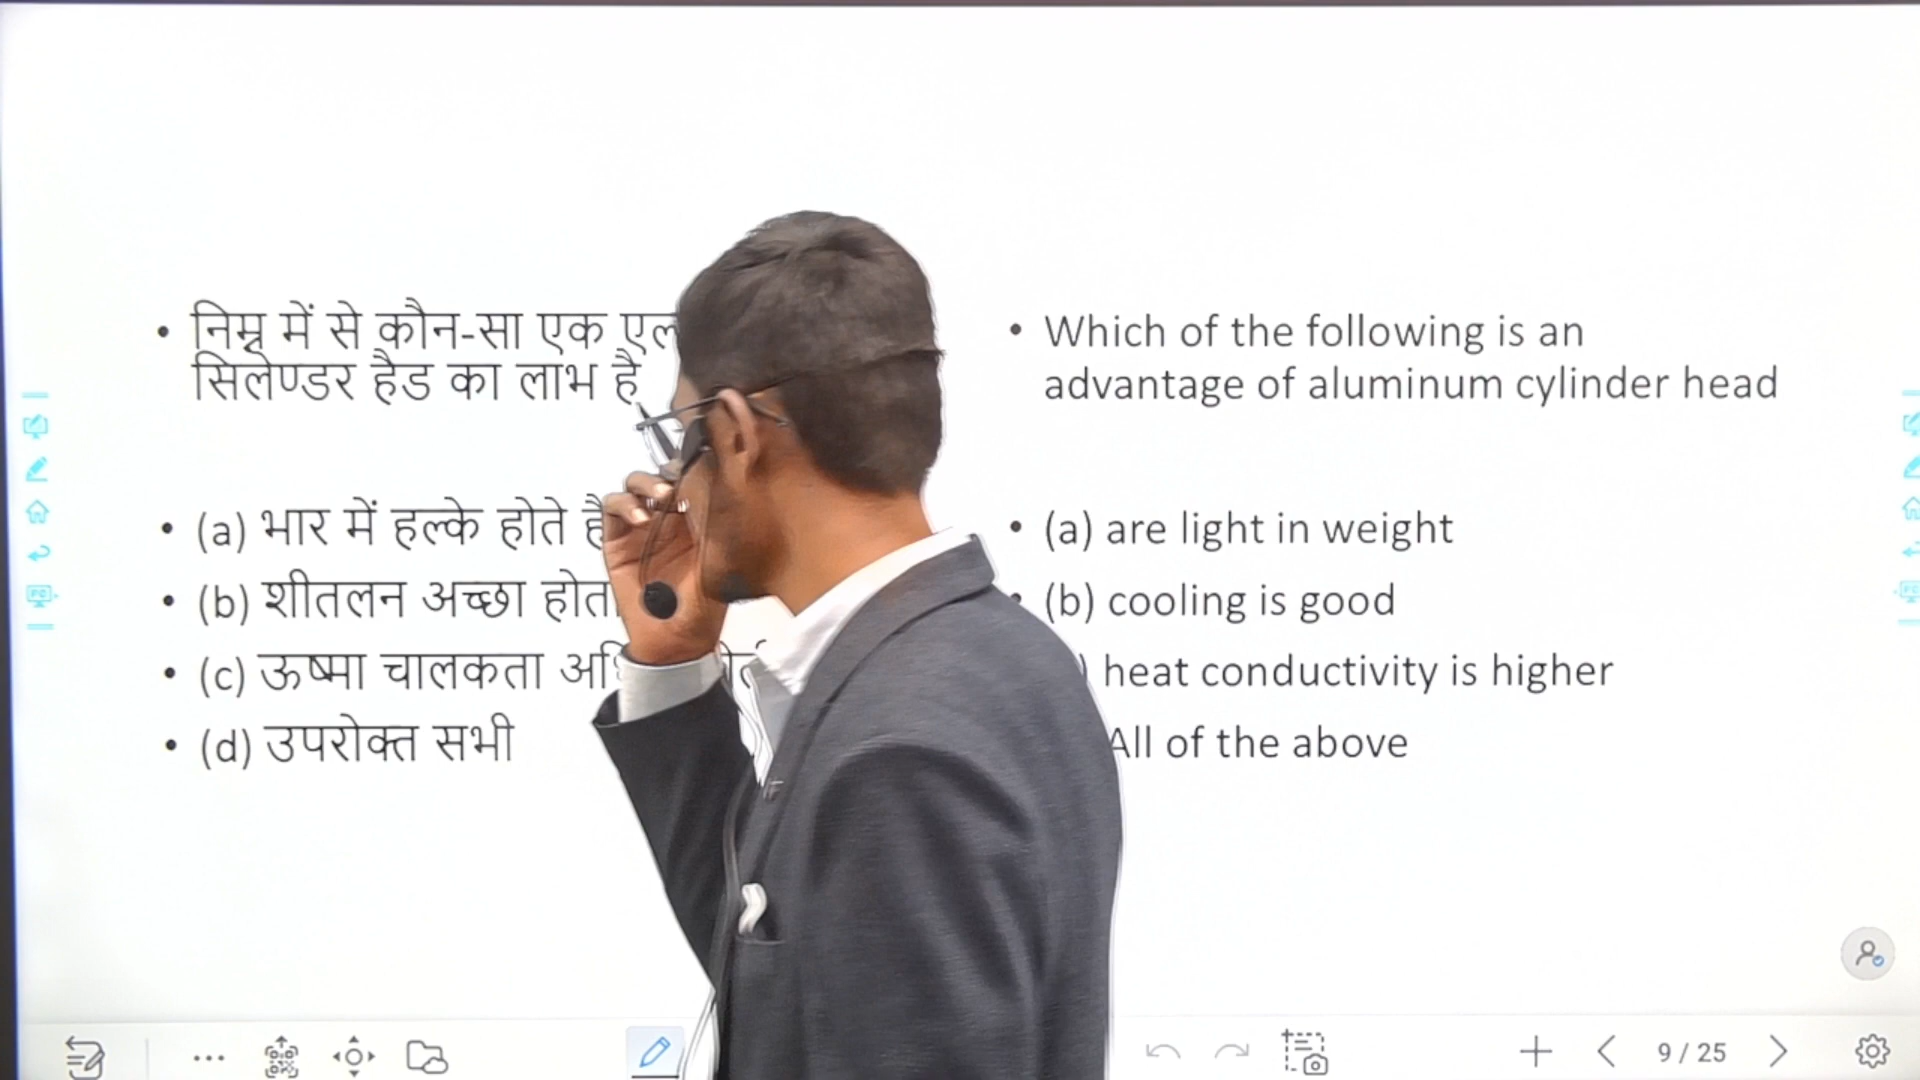 • निम्न में से कौन-सा एक
सिलेण्डर हैड का लाभ है
• (a) भार में हल्के होते
• (b) शीतलन अच्छा
• (c) ऊष्मा चालकता
• (d) उपरोक्त सभी
• Which of the following is an
advantage of aluminum cylinder head
• (a) are light in weight
• (b) cooling is good
heat conductivity is higher
All of the above
9 / 25